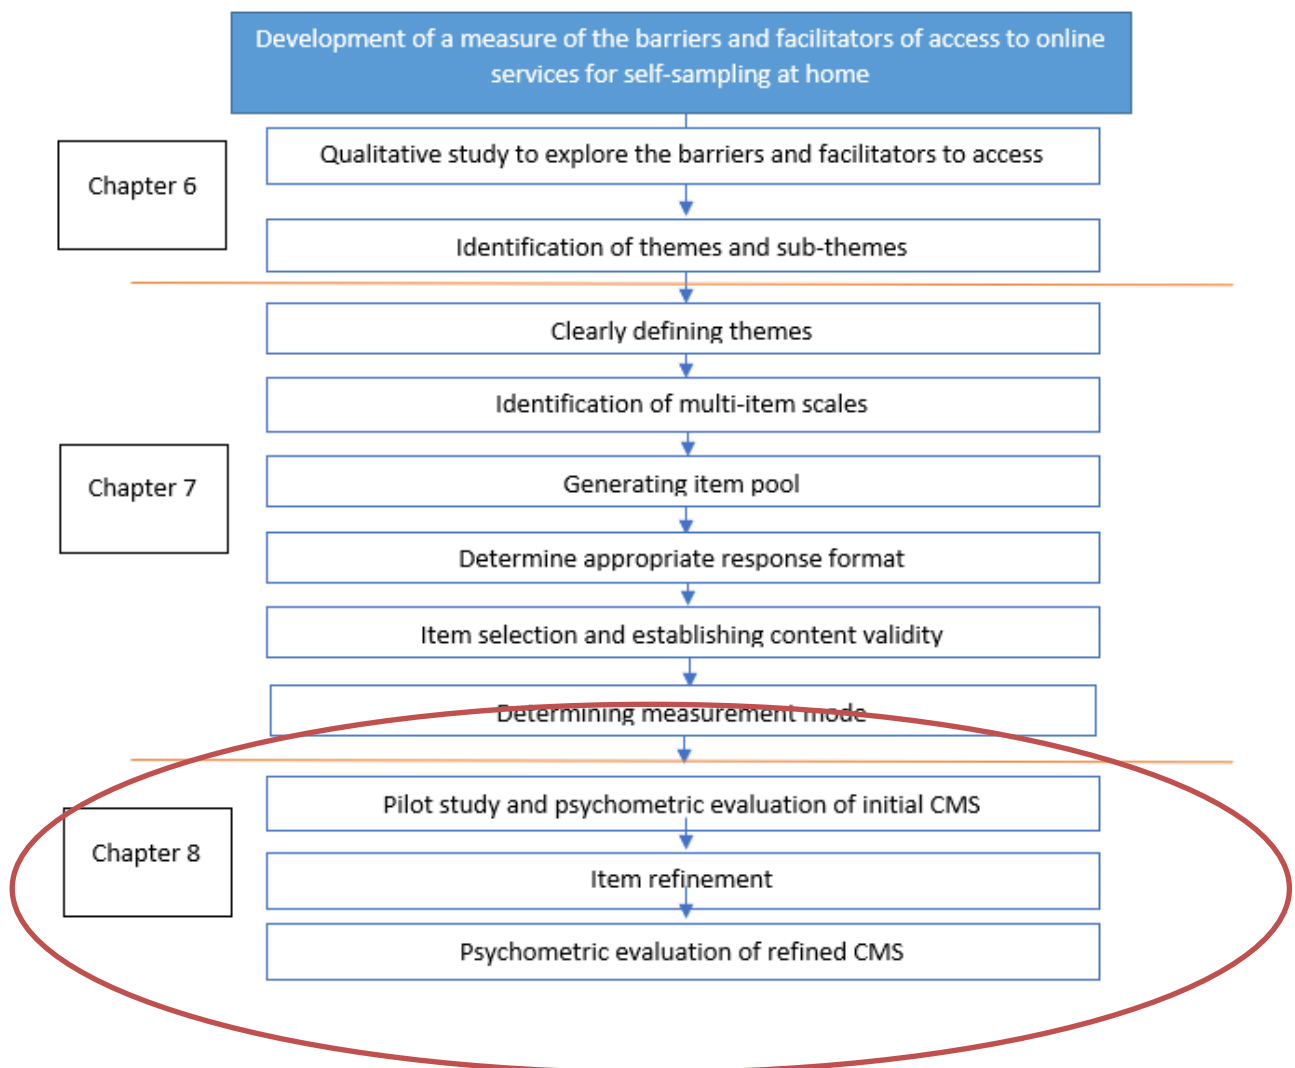 Development of a measure of the barriers and facilitators of access to online
services for self-sampling at home
Qualitative study to explore the barriers and facilitators to access
Chapter 6
Identification of themes and sub-themes
Clearly defining themes
Identification of multi-item scales
Generating item pool
Chapter 7
Determine appropriate response format
Item selection and establishing content validity
Determining measurement mode
Pilot study and psychometric evaluation of initial CMS
Chapter 8
Item refinement
Psychometric evaluation of refined CMS